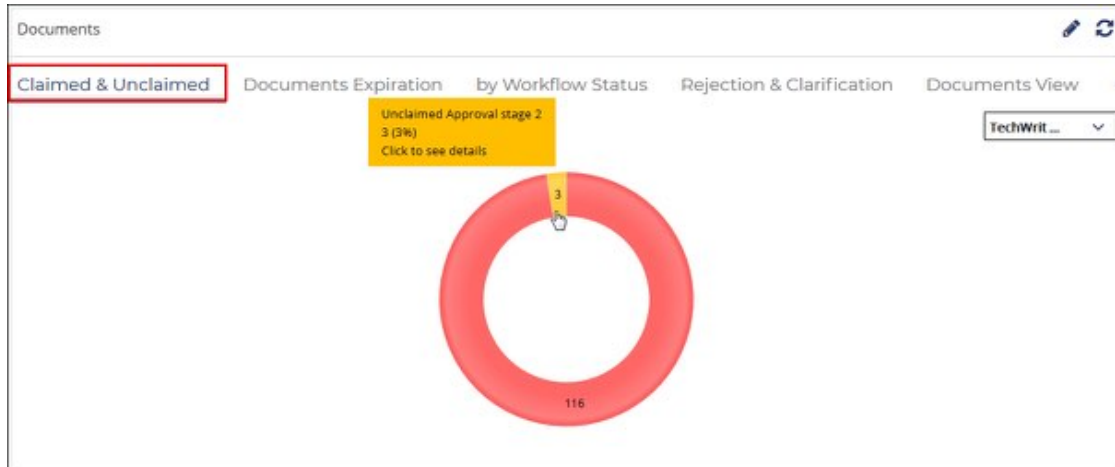 Documents
Claimed & Unclaimed Documents Expiration by Workflow Status Rejection & Clarification Documents View
Unclaimed Approval stage 2
3 (3%)
Click to see details
TechWrit...
3
116